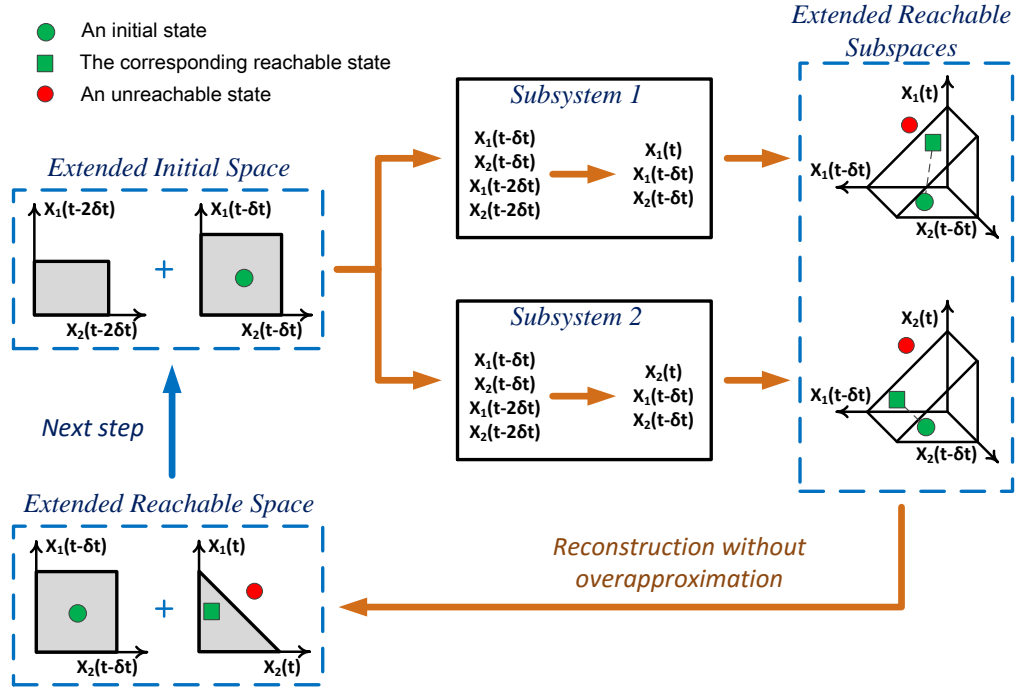 An initial state
The corresponding reachable state
An unreachable state
Extended Initial Space
X₁(t-2δt)
X₂(t-2δt)
+
X₁(t-δt)
X₂(t-δt)
Subsystem 1
X₁(t-δt)
X₂(t-δt)
X₁(t-2δt)
X₂(t-2δt)
X₁(t)
X₁(t-δt)
X₂(t-δt)
Subsystem 2
X₁(t-δt)
X₂(t-δt)
X₁(t-2δt)
X₂(t-2δt)
X₂(t)
X₁(t-δt)
X₂(t-δt)
Extended Reachable
Subspaces
X₁(t)
X₁(t-δt)
X₂(t-δt)
X₂(t)
X₁(t-δt)
X₂(t-δt)
Reconstruction without
overapproximation
Extended Reachable Space
X₁(t-δt)
X₂(t-δt)
+
X₁(t)
X₂(t)
Next step